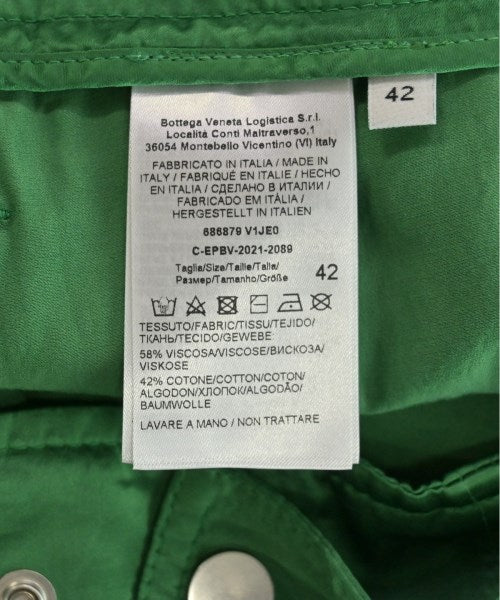 42
Bottega Veneta Logistica S.r.l.
Località Conti Maltraverso,1
36054 Montebello Vicentino (VI) Italy
FABBRICATO IN ITALIA / MADE IN
ITALY / FABRIQUÉ EN ITALIE / HECHO
EN ITALIA / СДЕЛАНО В ИТАЛИИ /
FABRICADO EM ITÀLIA /
HERGESTELLT IN ITALIEN
686879 V1JE0
C-EPBV-2021-2089
Taglia/Size/Taille/Talla/
Размер/Tamanho/Größe 42
TESSUTO/FABRIC/TISSU/TEJIDO/
ТКАНЬ/TECIDO/GEWEBE
58% VISCOSA/VISCOSE/ВИСКОЗА/
VISKOSE
42% COTONE/COTTON/COTON/
ALGODON/ХЛОПОК/ALGODÃO/
BAUMWOLLE
LAVARE A MANO / NON TRATTARE